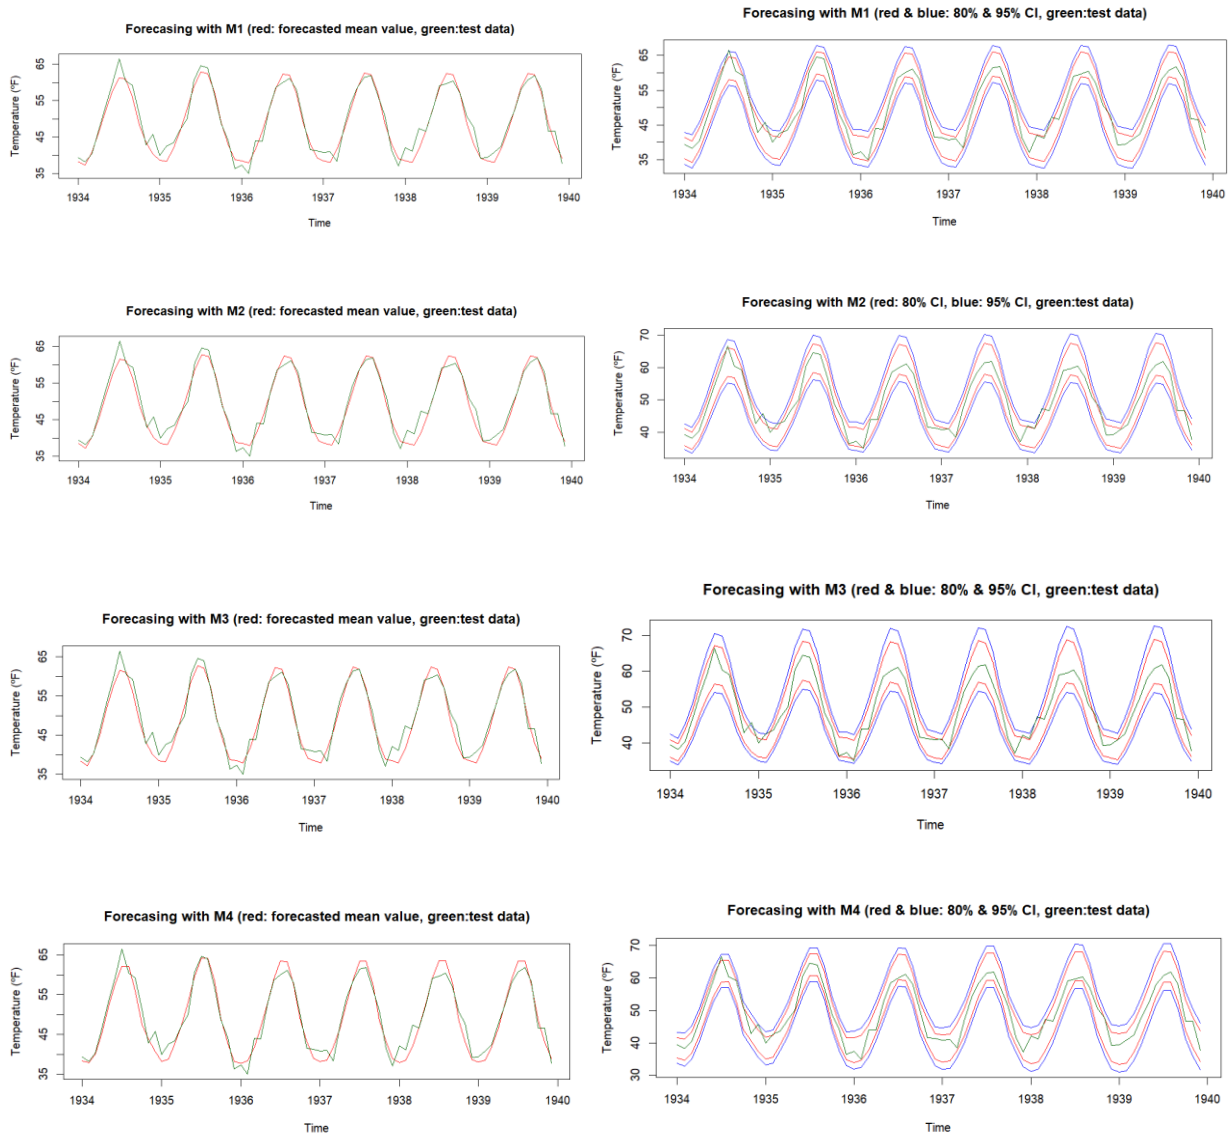 Forecasing with M1 (red: forecasted mean value, green:test data)
Temperature (ºF)
65
55
45
35
1934 1935 1936 1937 1938 1939 1940
Time
Forecasing with M1 (red & blue: 80% & 95% CI, green:test data)
Temperature (ºF)
65
55
45
35
1934 1935 1936 1937 1938 1939 1940
Time
Forecasing with M2 (red: forecasted mean value, green:test data)
Temperature (ºF)
65
55
45
35
1934 1935 1936 1937 1938 1939 1940
Time
Forecasing with M2 (red: 80% CI, blue: 95% CI, green:test data)
Temperature (ºF)
70
60
50
40
1934 1935 1936 1937 1938 1939 1940
Time
Forecasing with M3 (red: forecasted mean value, green:test data)
Temperature (ºF)
65
55
45
35
1934 1935 1936 1937 1938 1939 1940
Time
Forecasing with M3 (red & blue: 80% & 95% CI, green:test data)
Temperature (ºF)
70
60
50
40
1934 1935 1936 1937 1938 1939 1940
Time
Forecasing with M4 (red: forecasted mean value, green:test data)
Temperature (ºF)
65
55
45
35
1934 1935 1936 1937 1938 1939 1940
Time
Forecasing with M4 (red & blue: 80% & 95% CI, green:test data)
Temperature (ºF)
70
60
50
40
30
1934 1935 1936 1937 1938 1939 1940
Time